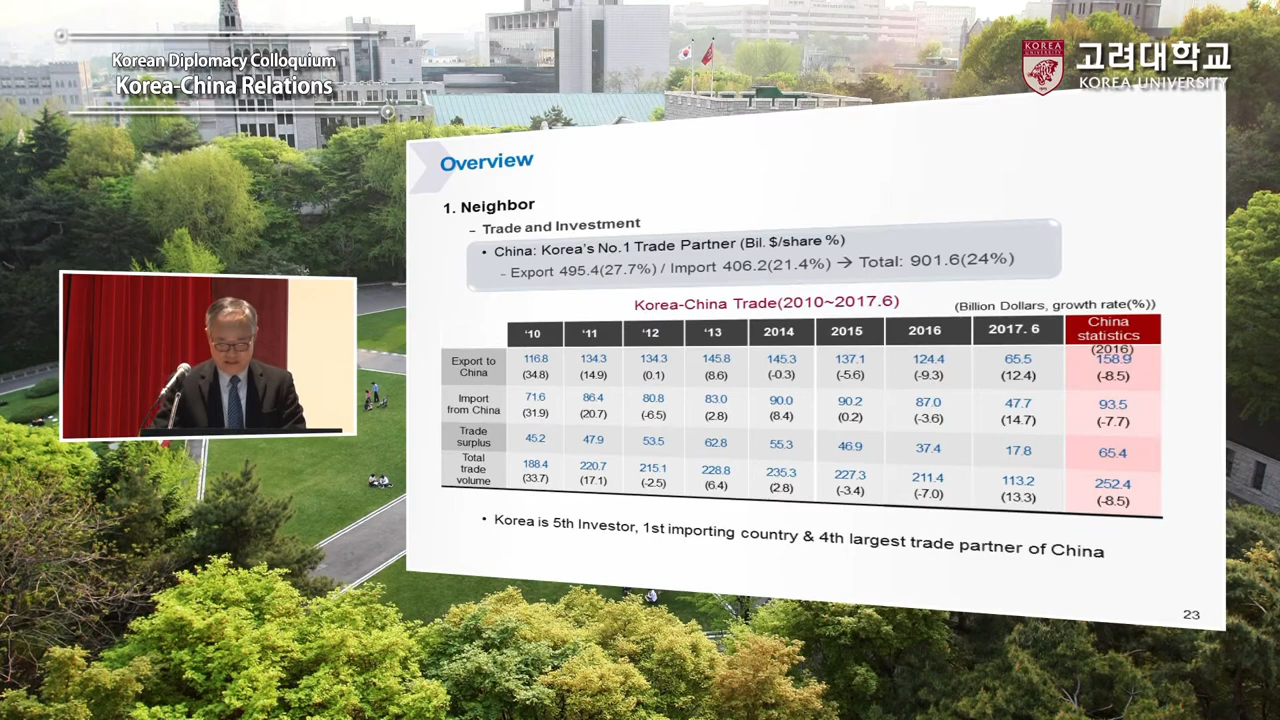 Korean Diplomacy Colloquium
Korea-China Relations
KOREA
UNIVERSITY
고려대학교
KOREA UNIVERSITY
Overview
1. Neighbor
– Trade and Investment
• China: Korea's No.1 Trade Partner (Bil. $/share %)
– Export 495.4(27.7%) / Import 406.2(21.4%) → Total: 901.6(24%)
Korea-China Trade(2010~2017.6)
(Billion Dollars, growth rate(%))
'10 '11 '12 '13 2014 2015 2016 2017. 6 China statistics (2016)
Export to China 116.8 134.3 134.3 145.8 145.3 137.1 124.4 65.5 158.9
(34.8) (14.9) (0.1) (8.6) (-0.3) (-5.6) (-9.3) (12.4) (-8.5)
Import from China 71.6 86.4 80.8 83.0 90.0 90.2 87.0 47.7 93.5
(31.9) (20.7) (-6.5) (2.8) (8.4) (0.2) (-3.6) (14.7) (-7.7)
Trade surplus 45.2 47.9 53.5 62.8 55.3 46.9 37.4 17.8 65.4
Total trade volume 188.4 220.7 215.1 228.8 235.3 227.3 211.4 113.2 252.4
(33.7) (17.1) (-2.5) (6.4) (2.8) (-3.4) (-7.0) (13.3) (-8.5)
• Korea is 5th Investor, 1st importing country & 4th largest trade partner of China
23